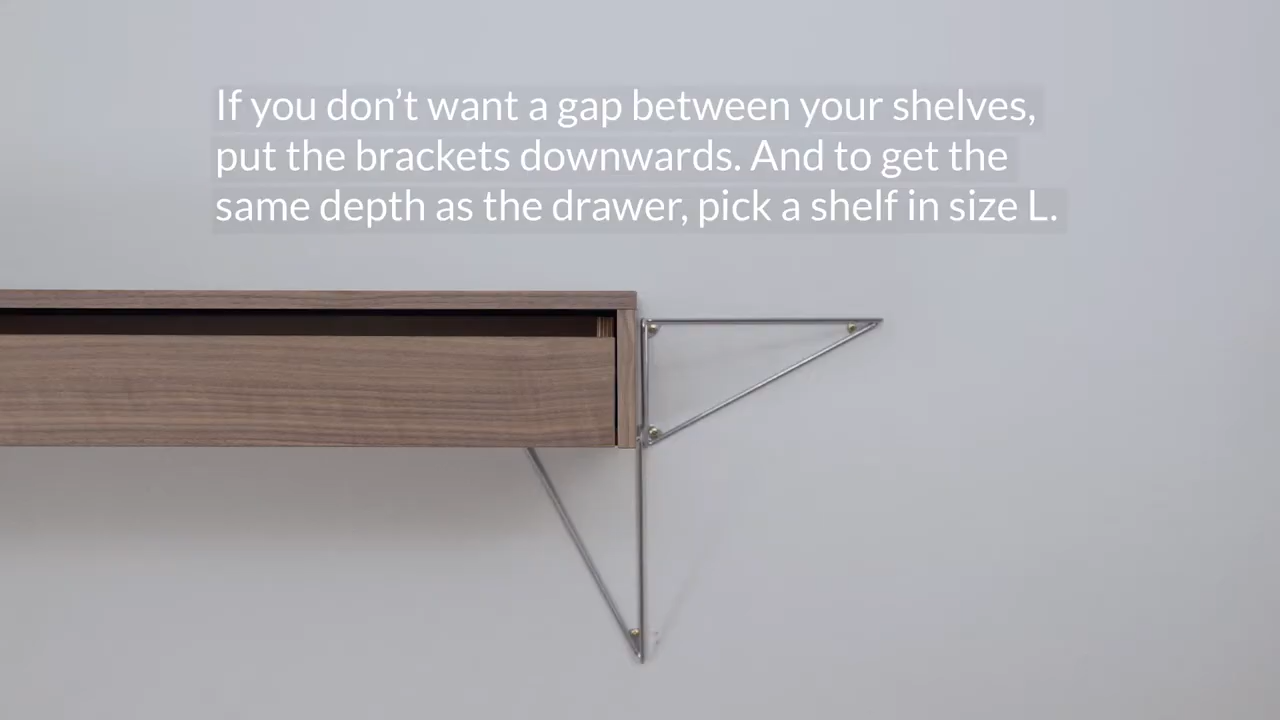 If you don’t want a gap between your shelves,
put the brackets downwards. And to get the
same depth as the drawer, pick a shelf in size L.